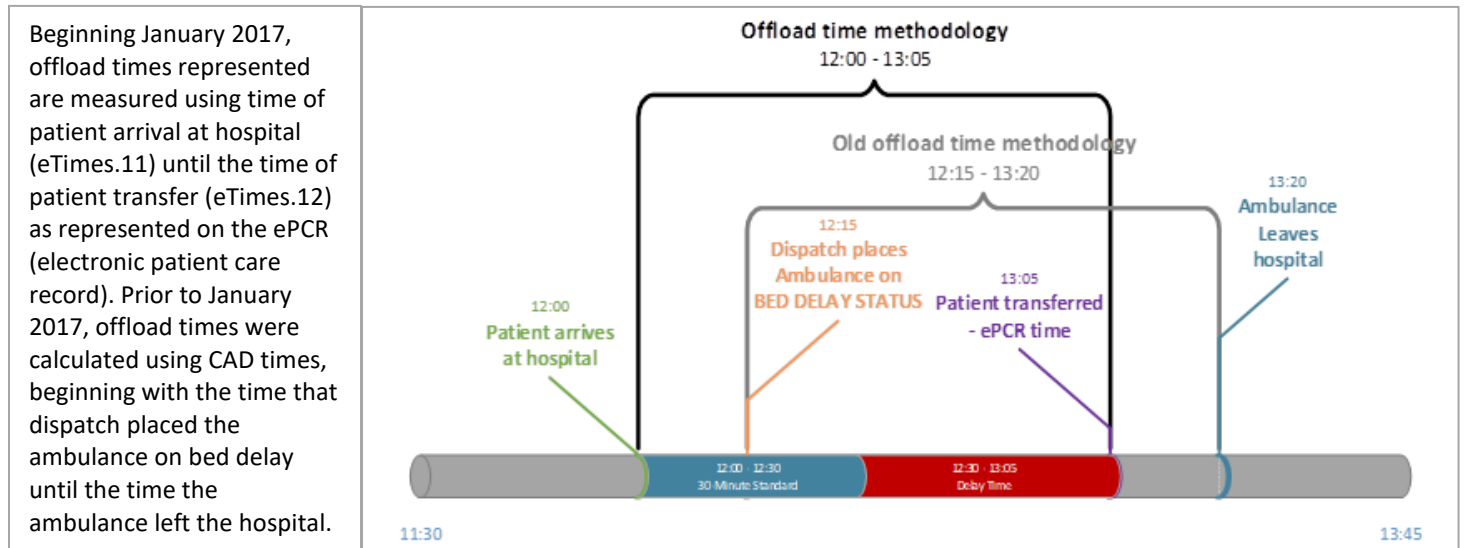 Beginning January 2017,
offload times represented
are measured using time of
patient arrival at hospital
(eTimes.11) until the time of
patient transfer (eTimes.12)
as represented on the ePCR
(electronic patient care
record). Prior to January
2017, offload times were
calculated using CAD times,
beginning with the time that
dispatch placed the
ambulance on bed delay
until the time the
ambulance left the hospital.
Offload time methodology
12:00 - 13:05
Old offload time methodology
12:15 - 13:20
13:20
Ambulance
Leaves
hospital
12:15
Dispatch places
Ambulance on
BED DELAY STATUS
13:05
Patient transferred
- ePCR time
12:00
Patient arrives
at hospital
12:00 - 12:30
30-Minute Standard
12:30 - 13:05
Delay Time
11:30
13:45